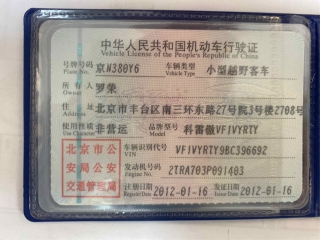 中华人民共和国机动车行驶证
Vehicle License of the People's Republic of China
号牌号码 京N380Y6 车辆类型 小型越野客车
Plate No. Vehicle Type
所有人 罗荣
Owner
住址 北京市丰台区南三环东路27号院3号楼2708号
Address
使用性质 非营运 品牌型号 科雷傲VFIVYRTY
Use Character Model
北京市公安局公安交通管理局
车辆识别代号 VFIVYRTY9BC396692
VIN
发动机号码 2TRA703P091403
Engine No.
注册日期 2012-01-16 发证日期 2012-01-16
Register Date Issue Date